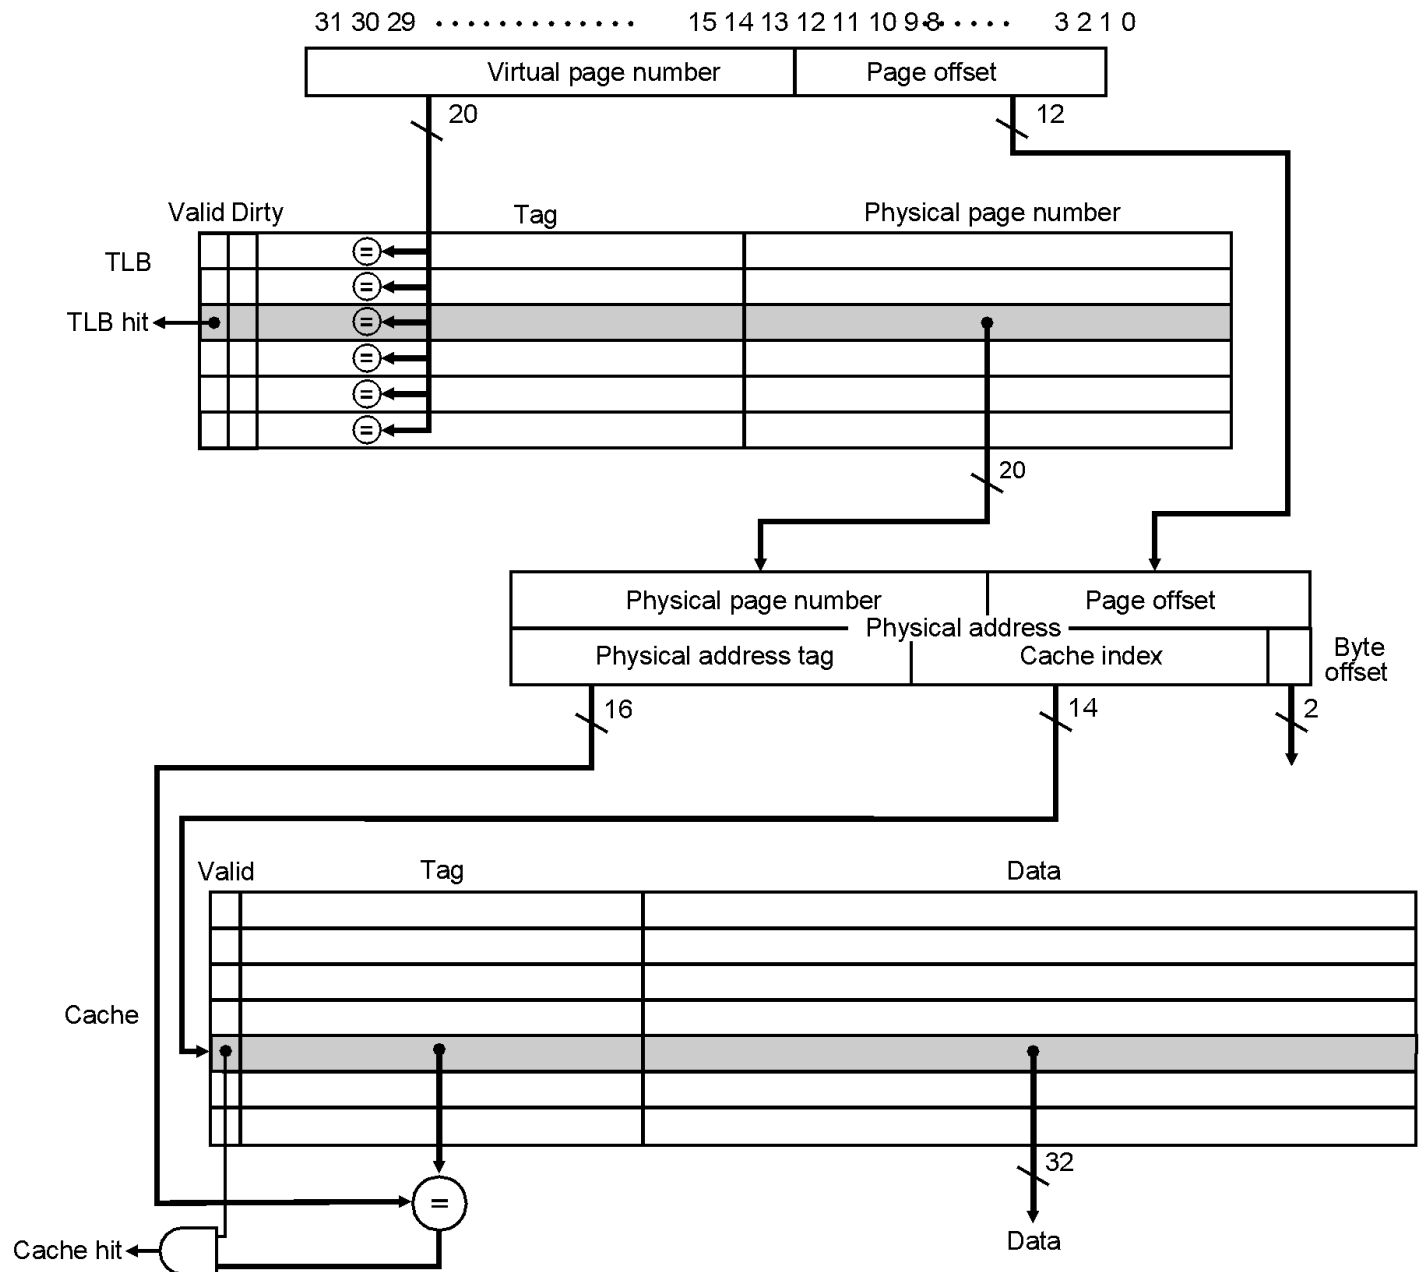 31 30 29 ············· 15 14 13 12 11 10 9 8 ······ 3 2 1 0
Virtual page number Page offset
20 12
Valid Dirty Tag Physical page number
TLB
=
=
TLB hit =
=
=
=
20
Physical page number Page offset
Physical address
Physical address tag Cache index Byte
offset
16 14 2
Valid Tag Data
Cache
32
=
Data
Cache hit